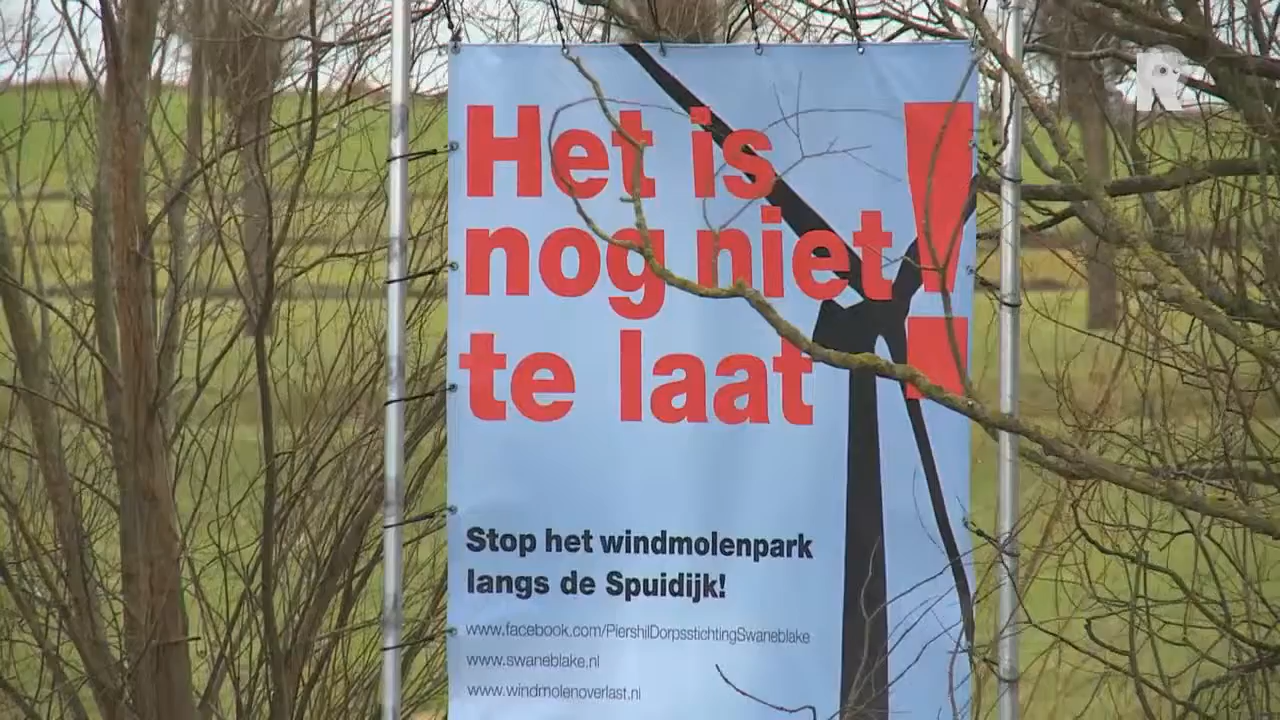 Het is
nog niet
te laat!
Stop het windmolenpark
langs de Spuidijk!
www.facebook.com/PiershilDorpsstichtingSwaneblake
www.swaneblake.nl
www.windmolenoverlast.nl
R